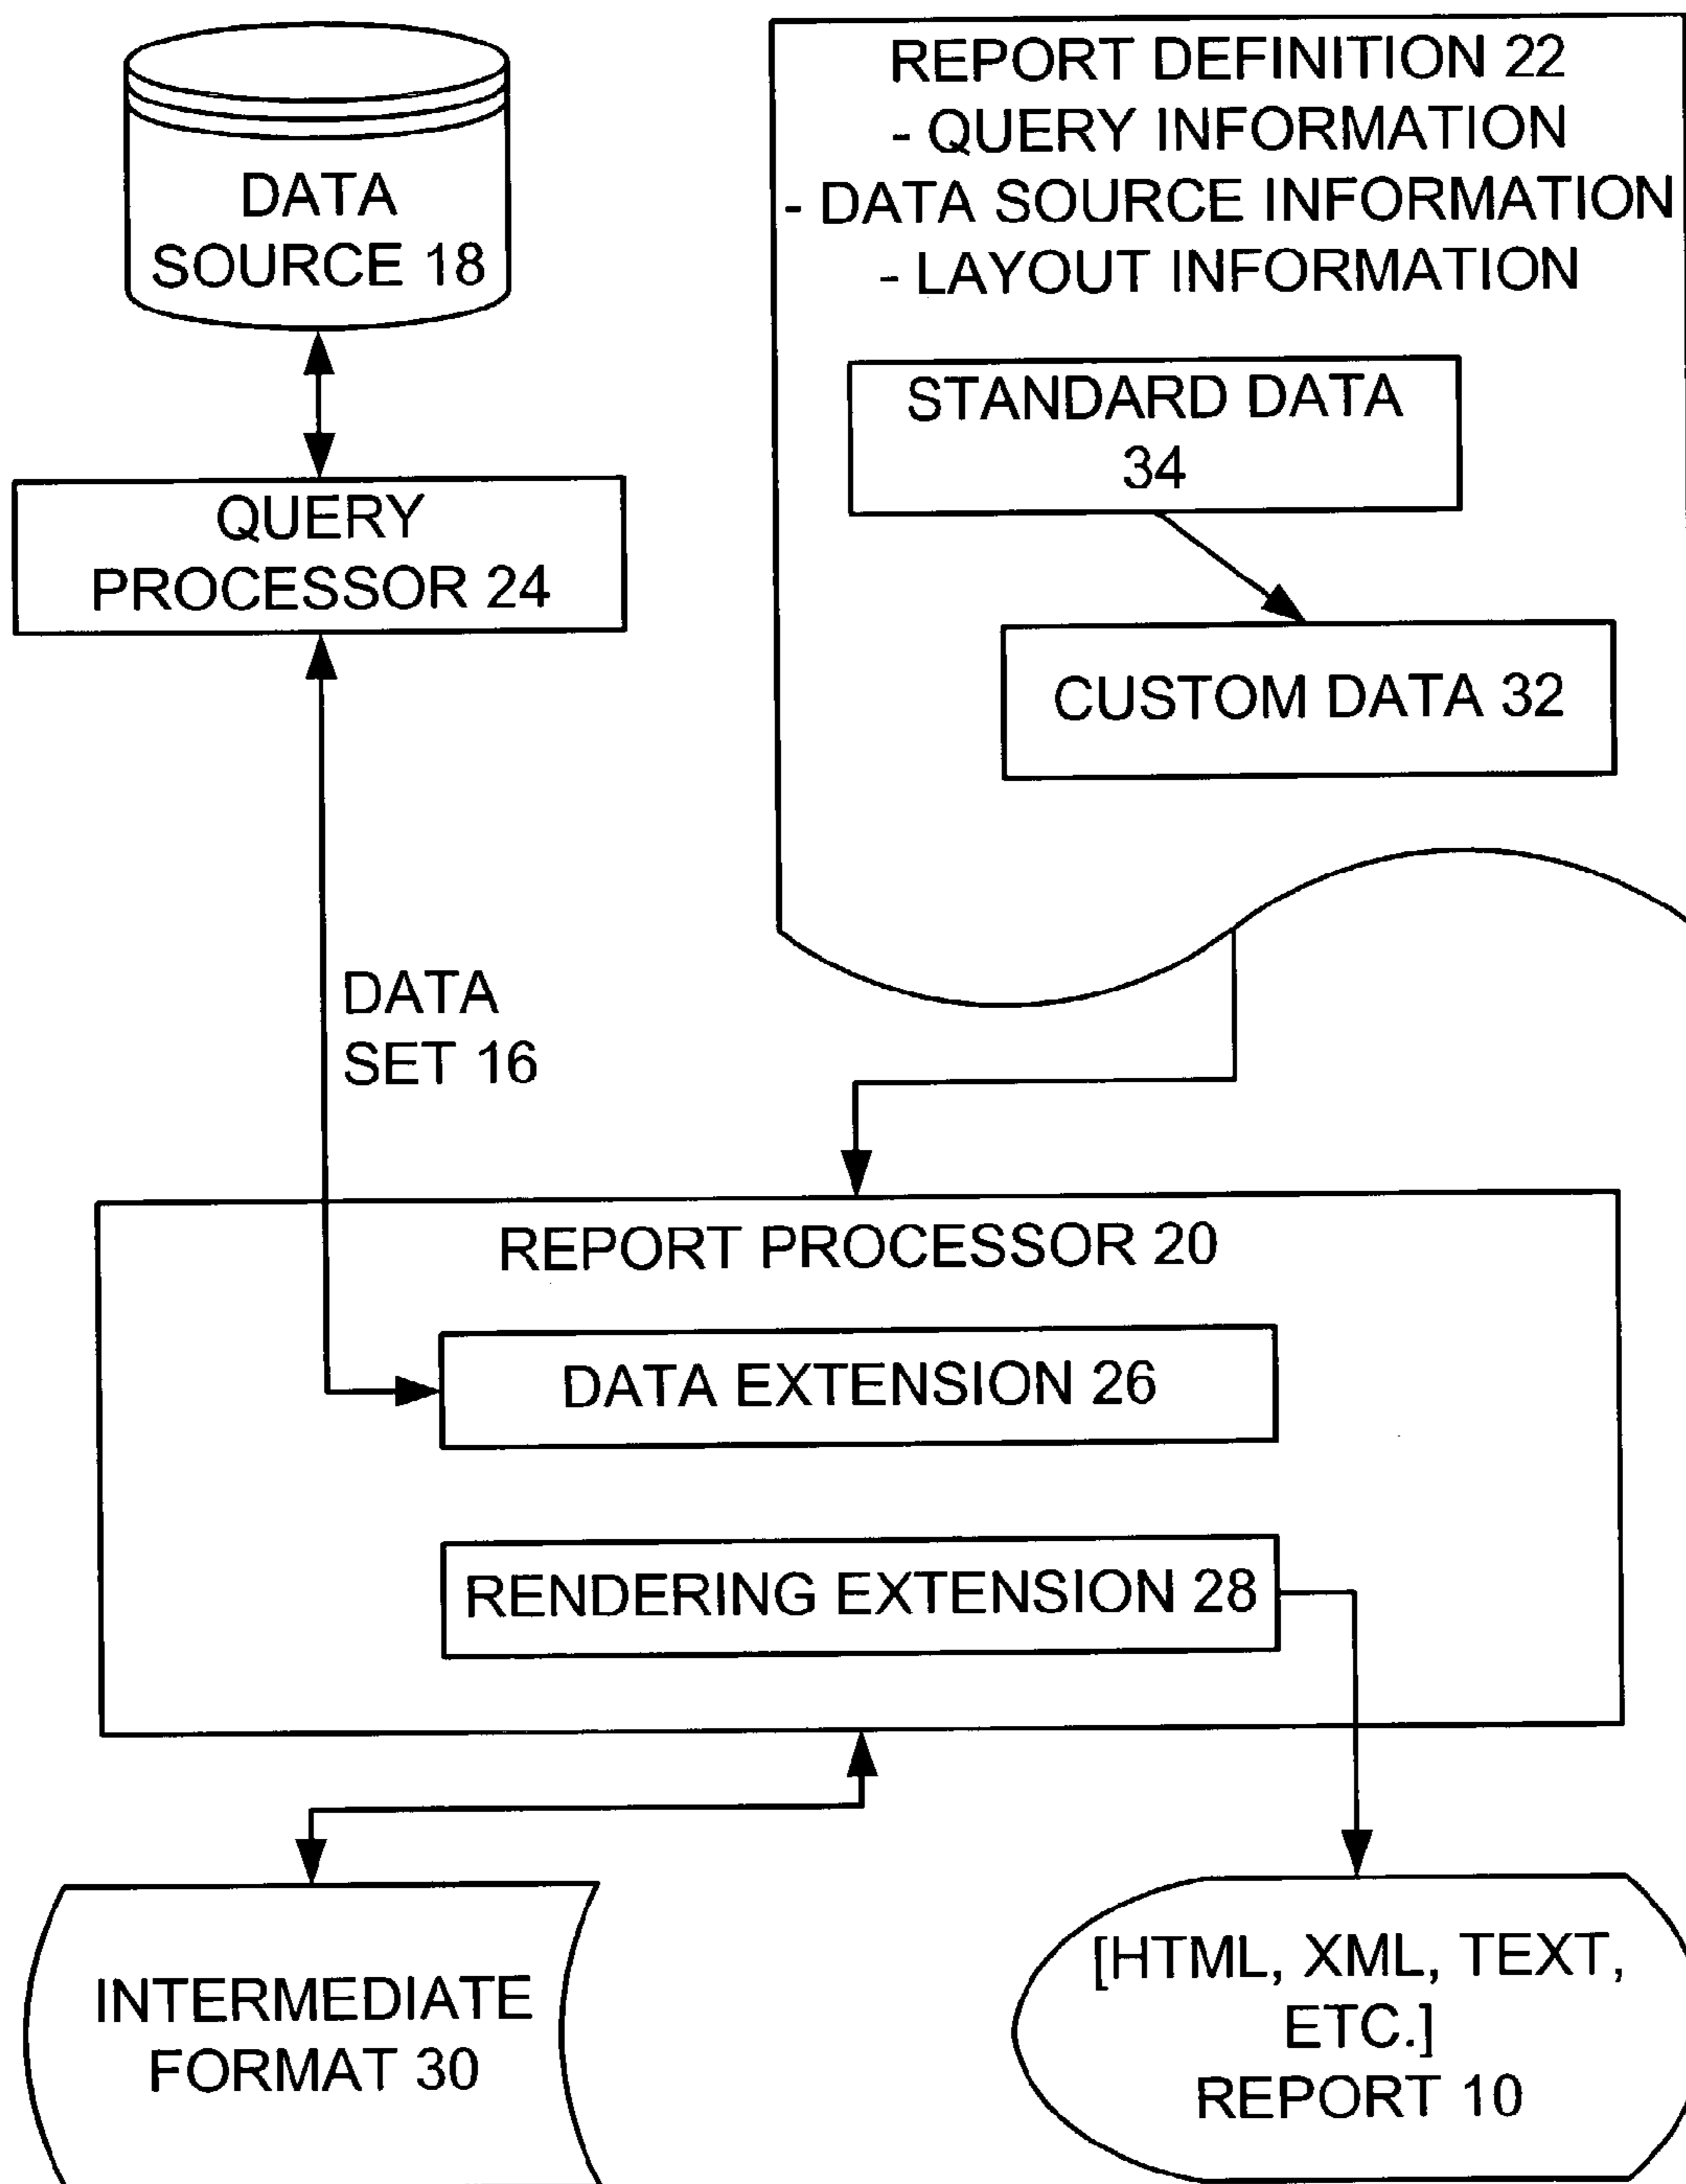 DATA
SOURCE 18
REPORT DEFINITION 22
- QUERY INFORMATION
- DATA SOURCE INFORMATION
- LAYOUT INFORMATION
STANDARD DATA
34
QUERY
PROCESSOR 24
CUSTOM DATA 32
DATA
SET 16
REPORT PROCESSOR 20
DATA EXTENSION 26
RENDERING EXTENSION 28
INTERMEDIATE
FORMAT 30
[HTML, XML, TEXT,
ETC.]
REPORT 10